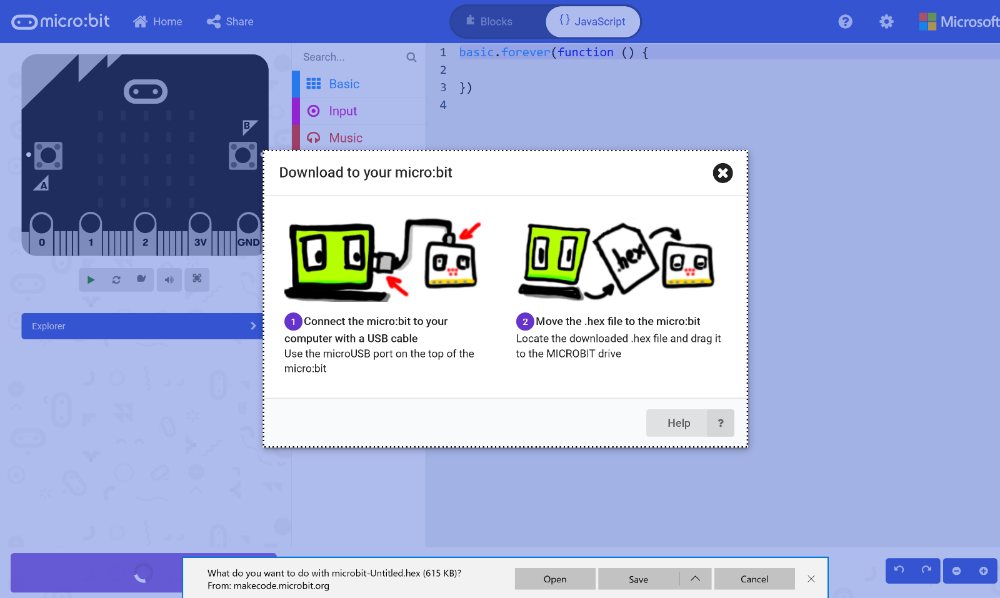 micro:bit
Home
Share
Blocks
{} JavaScript
?
Microsoft
Search...
Basic
Input
Music
1 basic.forever(function () {
2
3 })
4
B
A
0 1 2 3V GND
Explorer
Download to your micro:bit
.hex
1 Connect the micro:bit to your
computer with a USB cable
Use the microUSB port on the top of the
micro:bit
2 Move the .hex file to the micro:bit
Locate the downloaded .hex file and drag it
to the MICROBIT drive
Help ?
What do you want to do with microbit-Untitled.hex (615 KB)?
From: makecode.microbit.org
Open
Save
Cancel